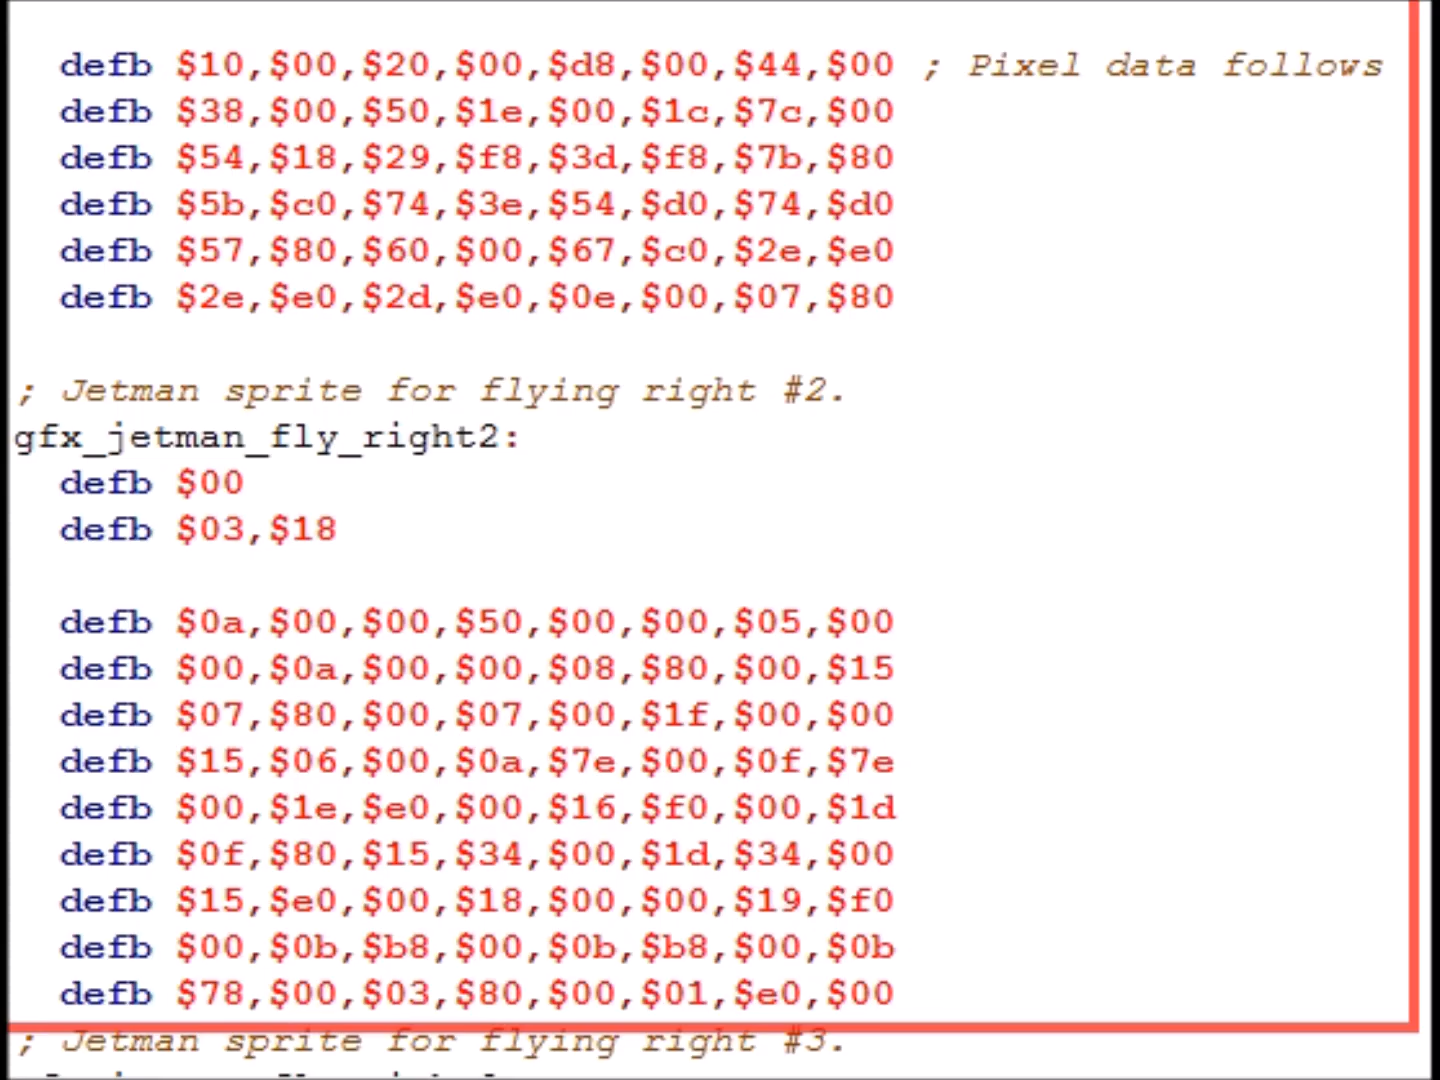 defb $10,$00,$20,$00,$d8,$00,$44,$00 ; Pixel data follows
defb $38,$00,$50,$1e,$00,$1c,$7c,$00
defb $54,$18,$29,$f8,$3d,$f8,$7b,$80
defb $5b,$c0,$74,$3e,$54,$d0,$74,$d0
defb $57,$80,$60,$00,$67,$c0,$2e,$e0
defb $2e,$e0,$2d,$e0,$0e,$00,$07,$80
; Jetman sprite for flying right #2.
gfx_jetman_fly_right2:
defb $00
defb $03,$18
defb $0a,$00,$00,$50,$00,$00,$05,$00
defb $00,$0a,$00,$00,$08,$80,$00,$15
defb $07,$80,$00,$07,$00,$1f,$00,$00
defb $15,$06,$00,$0a,$7e,$00,$0f,$7e
defb $00,$1e,$e0,$00,$16,$f0,$00,$1d
defb $0f,$80,$15,$34,$00,$1d,$34,$00
defb $15,$e0,$00,$18,$00,$00,$19,$f0
defb $00,$0b,$b8,$00,$0b,$b8,$00,$0b
defb $78,$00,$03,$80,$00,$01,$e0,$00
; Jetman sprite for flying right #3.